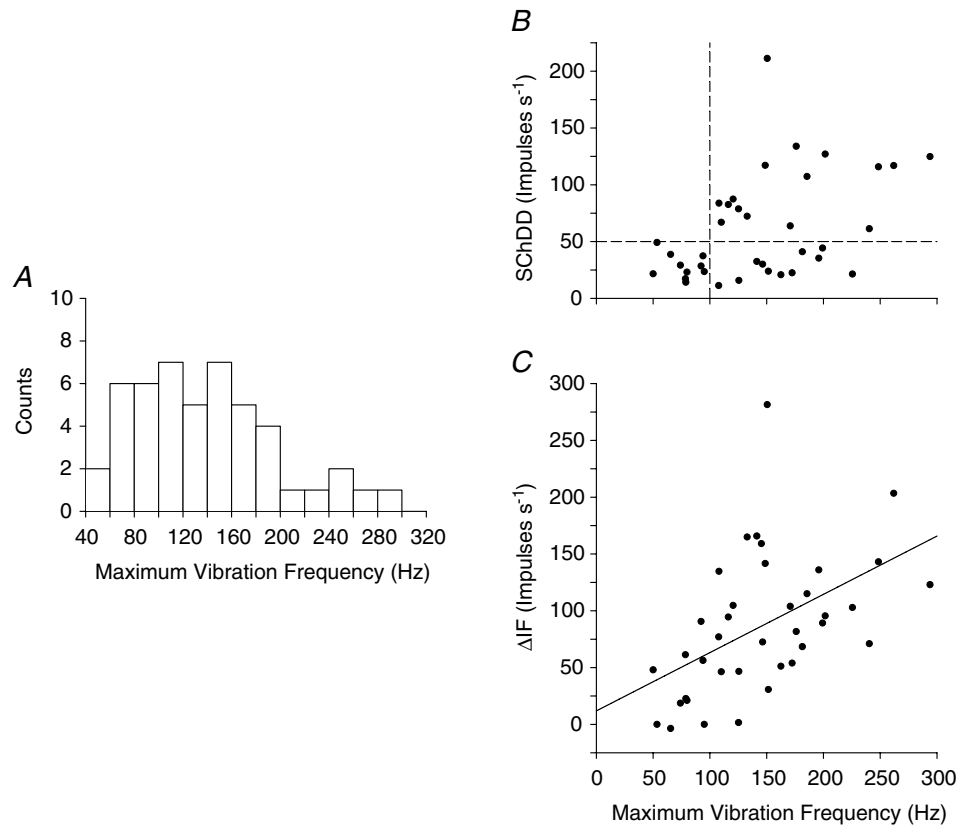 A
10
8
6
4
2
0
Counts
40 80 120 160 200 240 280 320
Maximum Vibration Frequency (Hz)
B
200
150
100
50
0
SChDD (Impulses s-1)
C
300
250
200
150
100
50
0
ΔIF (Impulses s-1)
0 50 100 150 200 250 300
Maximum Vibration Frequency (Hz)